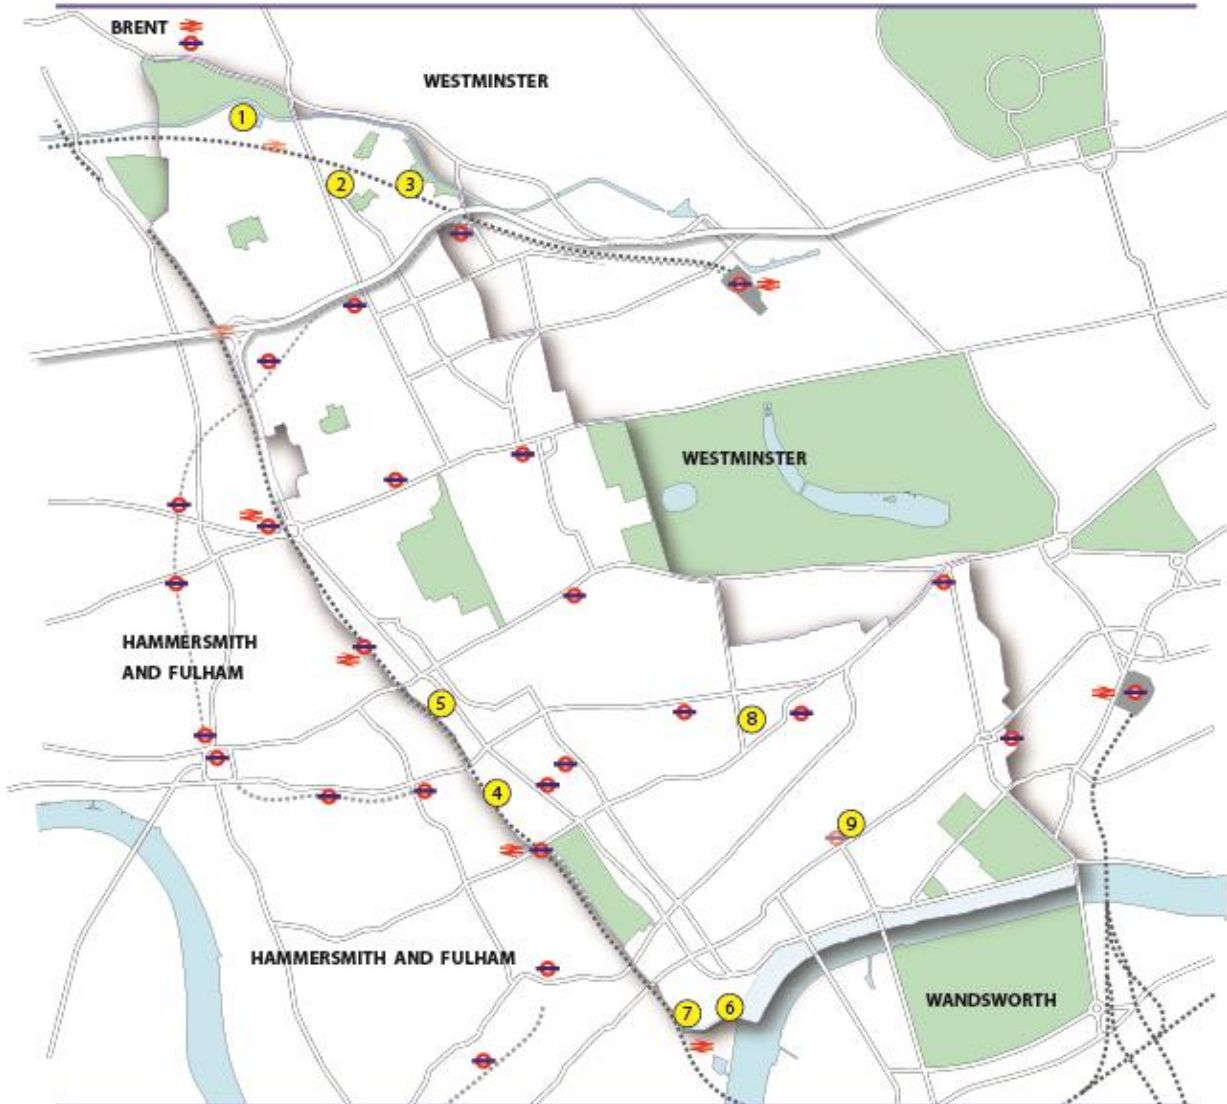 BRENT
WESTMINSTER
1
2
3
WESTMINSTER
HAMMERSMITH
AND FULHAM
5
8
4
9
HAMMERSMITH AND FULHAM
WANDSWORTH
7
6